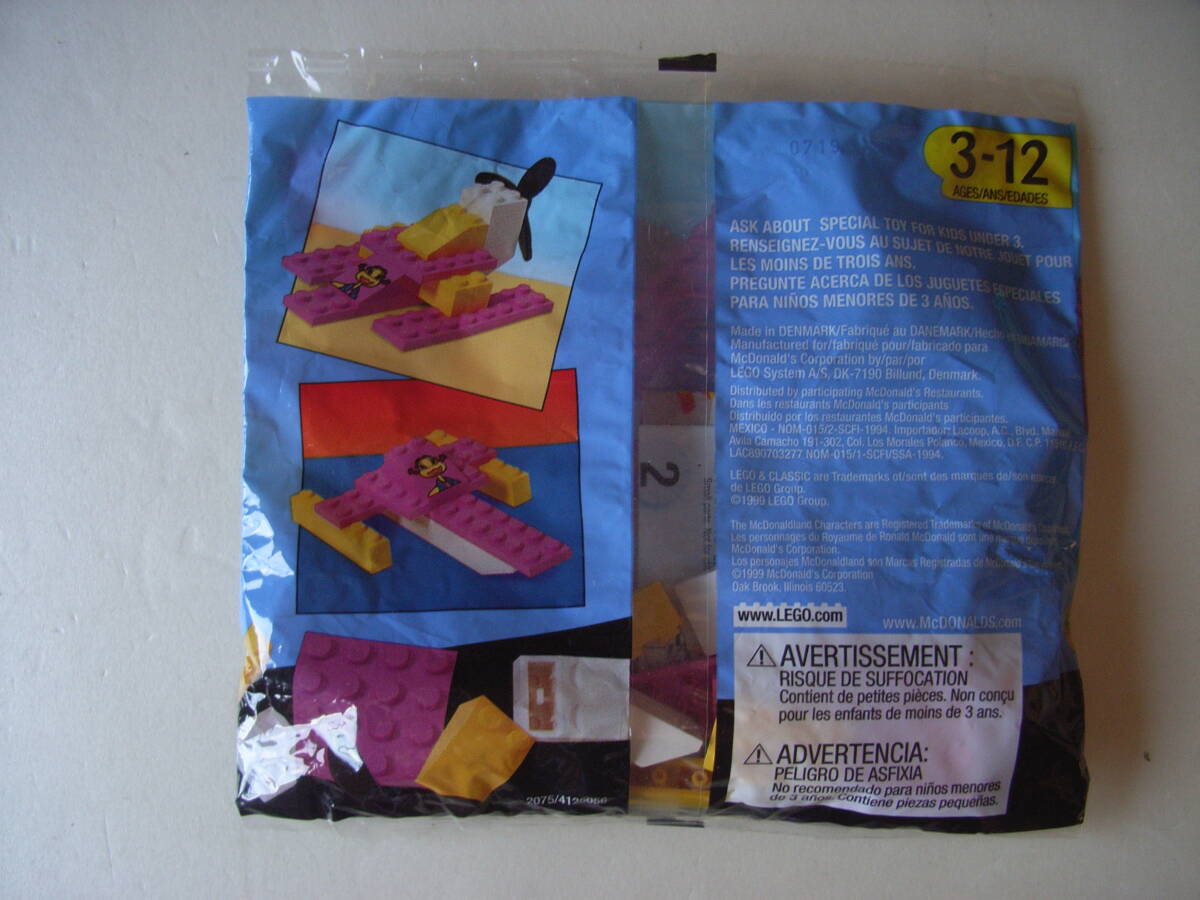 3-12
AGES/ANS/EDADES
ASK ABOUT SPECIAL TOY FOR KIDS UNDER 3.
RENSEIGNEZ-VOUS AU SUJET DE NOTRE JOUET POUR
LES MOINS DE TROIS ANS,
PREGUNTE ACERCA DE LOS JUGUETES ESPECIALES
PARA NIÑOS MENORES DE 3 AÑOS.
Made in DENMARK/Fabriqué au DANEMARK/Hecho
Manufactured for/fabriqué pour/fabricado para
McDonald's Corporation by/par/por
LEGO System A/S, DK-7190 Billund, Denmark.
Distributed by participating McDonald's Restaurants.
Dans les restaurants McDonald's participants
Distribuido por los restaurantes McDonald's participantes.
MEXICO - NOM-015/2-SCFI-1994. Importador: Lacoop, A.C., Blvd.
Avila Camacho 191-302, Col. Los Morales Polanco, Mexico, D.F. C.P.
LAC890703277 NOM-015/1-SCFI/SSA-1994.
LEGO & CLASSIC are Trademarks of/sont des marques de/son
de LEGO Group.
©1999 LEGO Group.
The McDonaldland Characters are Registered Trademarks of McDonald's
Les personnages du Royaume de Ronald McDonald sont une
McDonald's Corporation.
Los personajes McDonaldland son Marcas Registradas de McDonald's
©1999 McDonald's Corporation
Oak Brook, Illinois 60523.
www.LEGO.com
www.McDONALDS.com
AVERTISSEMENT :
RISQUE DE SUFFOCATION
Contient de petites pièces. Non conçu
pour les enfants de moins de 3 ans.
ADVERTENCIA:
PELIGRO DE ASFIXIA
No recomendado para niños menores
de 3 años. Contiene piezas pequeñas.
2